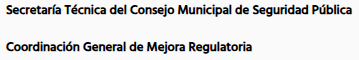 Secretaría Técnica del Consejo Municipal de Seguridad Pública
Coordinación General de Mejora Regulatoria